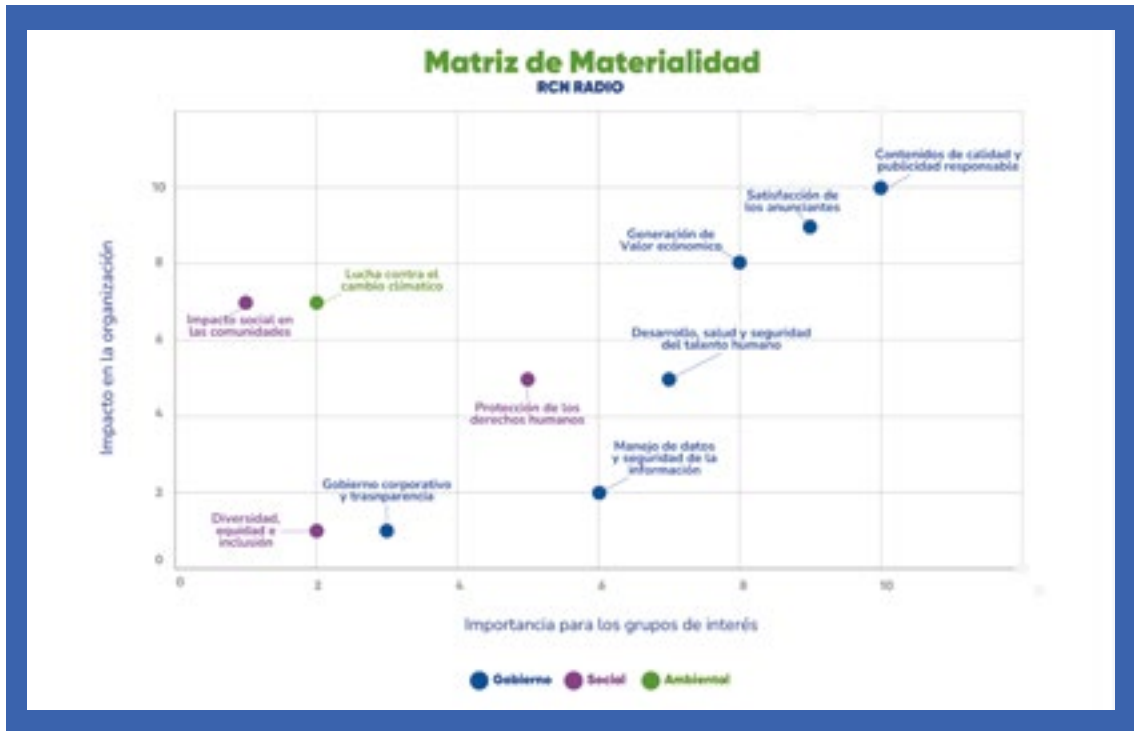 Matriz de Materialidad
RCN RADIO
Contenidos de calidad y
publicidad responsable
10
Satisfacción de
los anunciantes
Generación de
Valor ecónomico
8
Lucha contra el
cambio climatico
Impacto social en
las comunidades
6
Desarrollo, salud y seguridad
del talento humano
4
Protección de los
derechos humanos
Manejo de datos
y seguridad de la
información
2
Gobierno corporativo
y trasnparencia
Diversidad,
equidad e
inclusión
0
0 2 4 6 8 10
Impacto en la organización
Importancia para los grupos de interés
Gobierno Social Ambiental